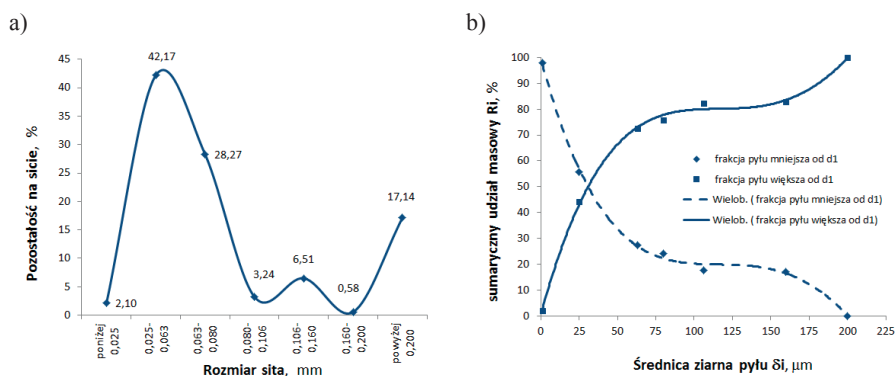 a)
Pozostałość na sicie, %
45
40
35
30
25
20
15
10
5
0
42,17
28,27
17,14
2,10
3,24
6,51
0,58
poniżej 0,025
0,025-0,063
0,063-0,080
0,080-0,106
0,106-0,160
0,160-0,200
powyżej 0,200
Rozmiar sita, mm
b)
sumaryczny udział masowy Ri, %
100
90
80
70
60
50
40
30
20
10
0
frakcja pyłu mniejsza od d1
frakcja pyłu większa od d1
Wielob. ( frakcja pyłu mniejsza od d1)
Wielob. ( frakcja pyłu większa od d1)
0 25 50 75 100 125 150 175 200 225
Średnica ziarna pyłu δi, μm